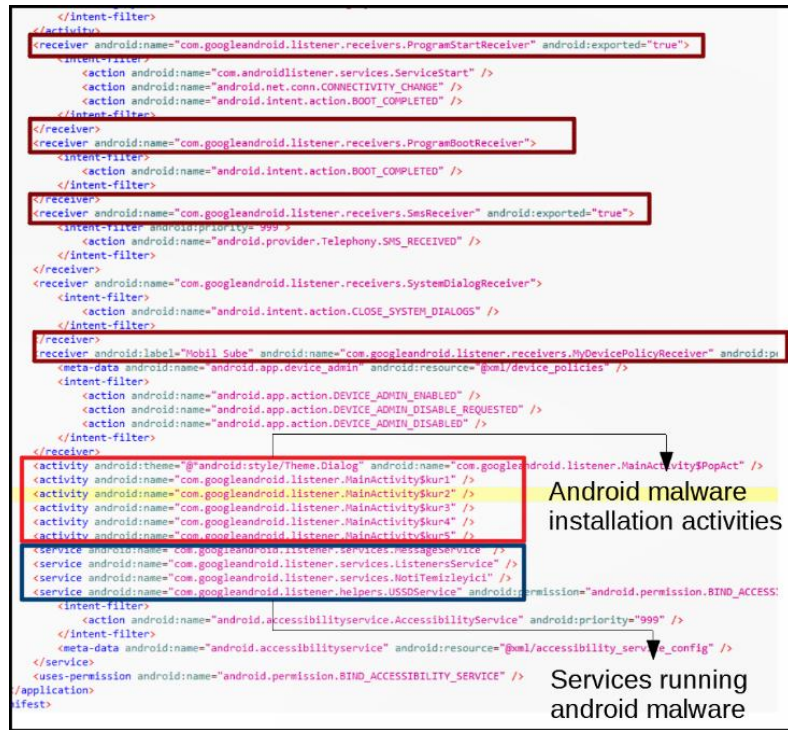 </intent-filter>
</activity>
<receiver android:name="com.googleandroid.listener.receivers.ProgramStartReceiver" android:exported="true">
<intent-filter>
<action android:name="com.androidlistener.services.ServiceStart" />
<action android:name="android.net.conn.CONNECTIVITY_CHANGE" />
<action android:name="android.intent.action.BOOT_COMPLETED" />
</intent-filter>
</receiver>
<receiver android:name="com.googleandroid.listener.receivers.ProgramBootReceiver">
<intent-filter>
<action android:name="android.intent.action.BOOT_COMPLETED" />
</intent-filter>
</receiver>
<receiver android:name="com.googleandroid.listener.receivers.SmsReceiver" android:exported="true">
<intent-filter android:priority="999">
<action android:name="android.provider.Telephony.SMS_RECEIVED" />
</intent-filter>
</receiver>
<receiver android:name="com.googleandroid.listener.receivers.SystemDialogReceiver">
<intent-filter>
<action android:name="android.intent.action.CLOSE_SYSTEM_DIALOGS" />
</intent-filter>
</receiver>
<receiver android:label="Mobil Sube" android:name="com.googleandroid.listener.receivers.MyDevicePolicyReceiver" android:pe
<meta-data android:name="android.app.device_admin" android:resource="@xml/device_policies" />
<intent-filter>
<action android:name="android.app.action.DEVICE_ADMIN_ENABLED" />
<action android:name="android.app.action.DEVICE_ADMIN_DISABLE_REQUESTED" />
<action android:name="android.app.action.DEVICE_ADMIN_DISABLED" />
</intent-filter>
</receiver>
<activity android:theme="@*android:style/Theme.Dialog" android:name="com.googleandroid.listener.MainActivity$PopAct" />
<activity android:name="com.googleandroid.listener.MainActivity$kur1" />
<activity android:name="com.googleandroid.listener.MainActivity$kur2" />
<activity android:name="com.googleandroid.listener.MainActivity$kur3" />
<activity android:name="com.googleandroid.listener.MainActivity$kur4" />
<activity android:name="com.googleandroid.listener.MainActivity$kur5" />
Android malware
installation activities
<service android:name="com.googleandroid.listener.services.MessageService" />
<service android:name="com.googleandroid.listener.services.ListenersService" />
<service android:name="com.googleandroid.listener.services.NotiTemizleyici" />
<service android:name="com.googleandroid.listener.helpers.USSDService" android:permission="android.permission.BIND_ACCESS
<intent-filter>
<action android:name="android.accessibilityservice.AccessibilityService" android:priority="999" />
</intent-filter>
<meta-data android:name="android.accessibilityservice" android:resource="@xml/accessibility_service_config" />
</service>
<uses-permission android:name="android.permission.BIND_ACCESSIBILITY_SERVICE" />
/application>
ifest>
Services running
android malware